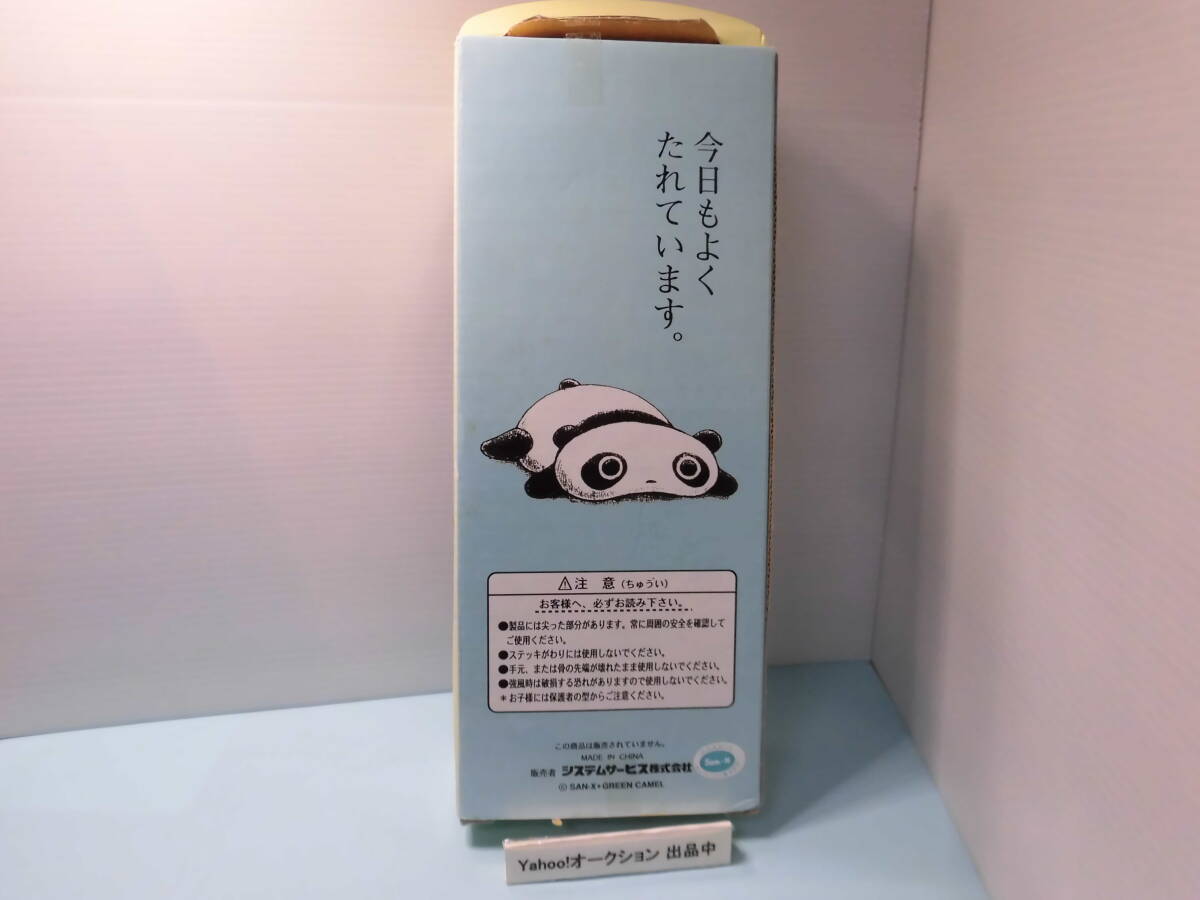 今日もよく
たれています。
⚠注 意 (ちゅうい)
お客様へ、必ずお読み下さい。
●製品には尖った部分があります。常に周囲の安全を確認して
ご使用ください。
●ステッキがわりには使用しないでください。
●手元、または骨の先端が壊れたまま使用しないでください。
●強風時は破損する恐れがありますので使用しないでください。
＊お子様には保護者の型からご注意ください。
この商品は販売されていません。
MADE IN CHINA
販売者 システムサービス株式会社
San-X
© SAN-X・GREEN CAMEL
Yahoo!オークション 出品中